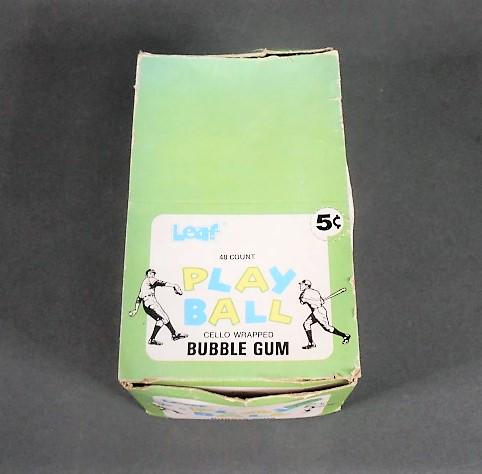 Leaf
5¢
48 COUNT
PLAY
BALL
CELLO WRAPPED
BUBBLE GUM